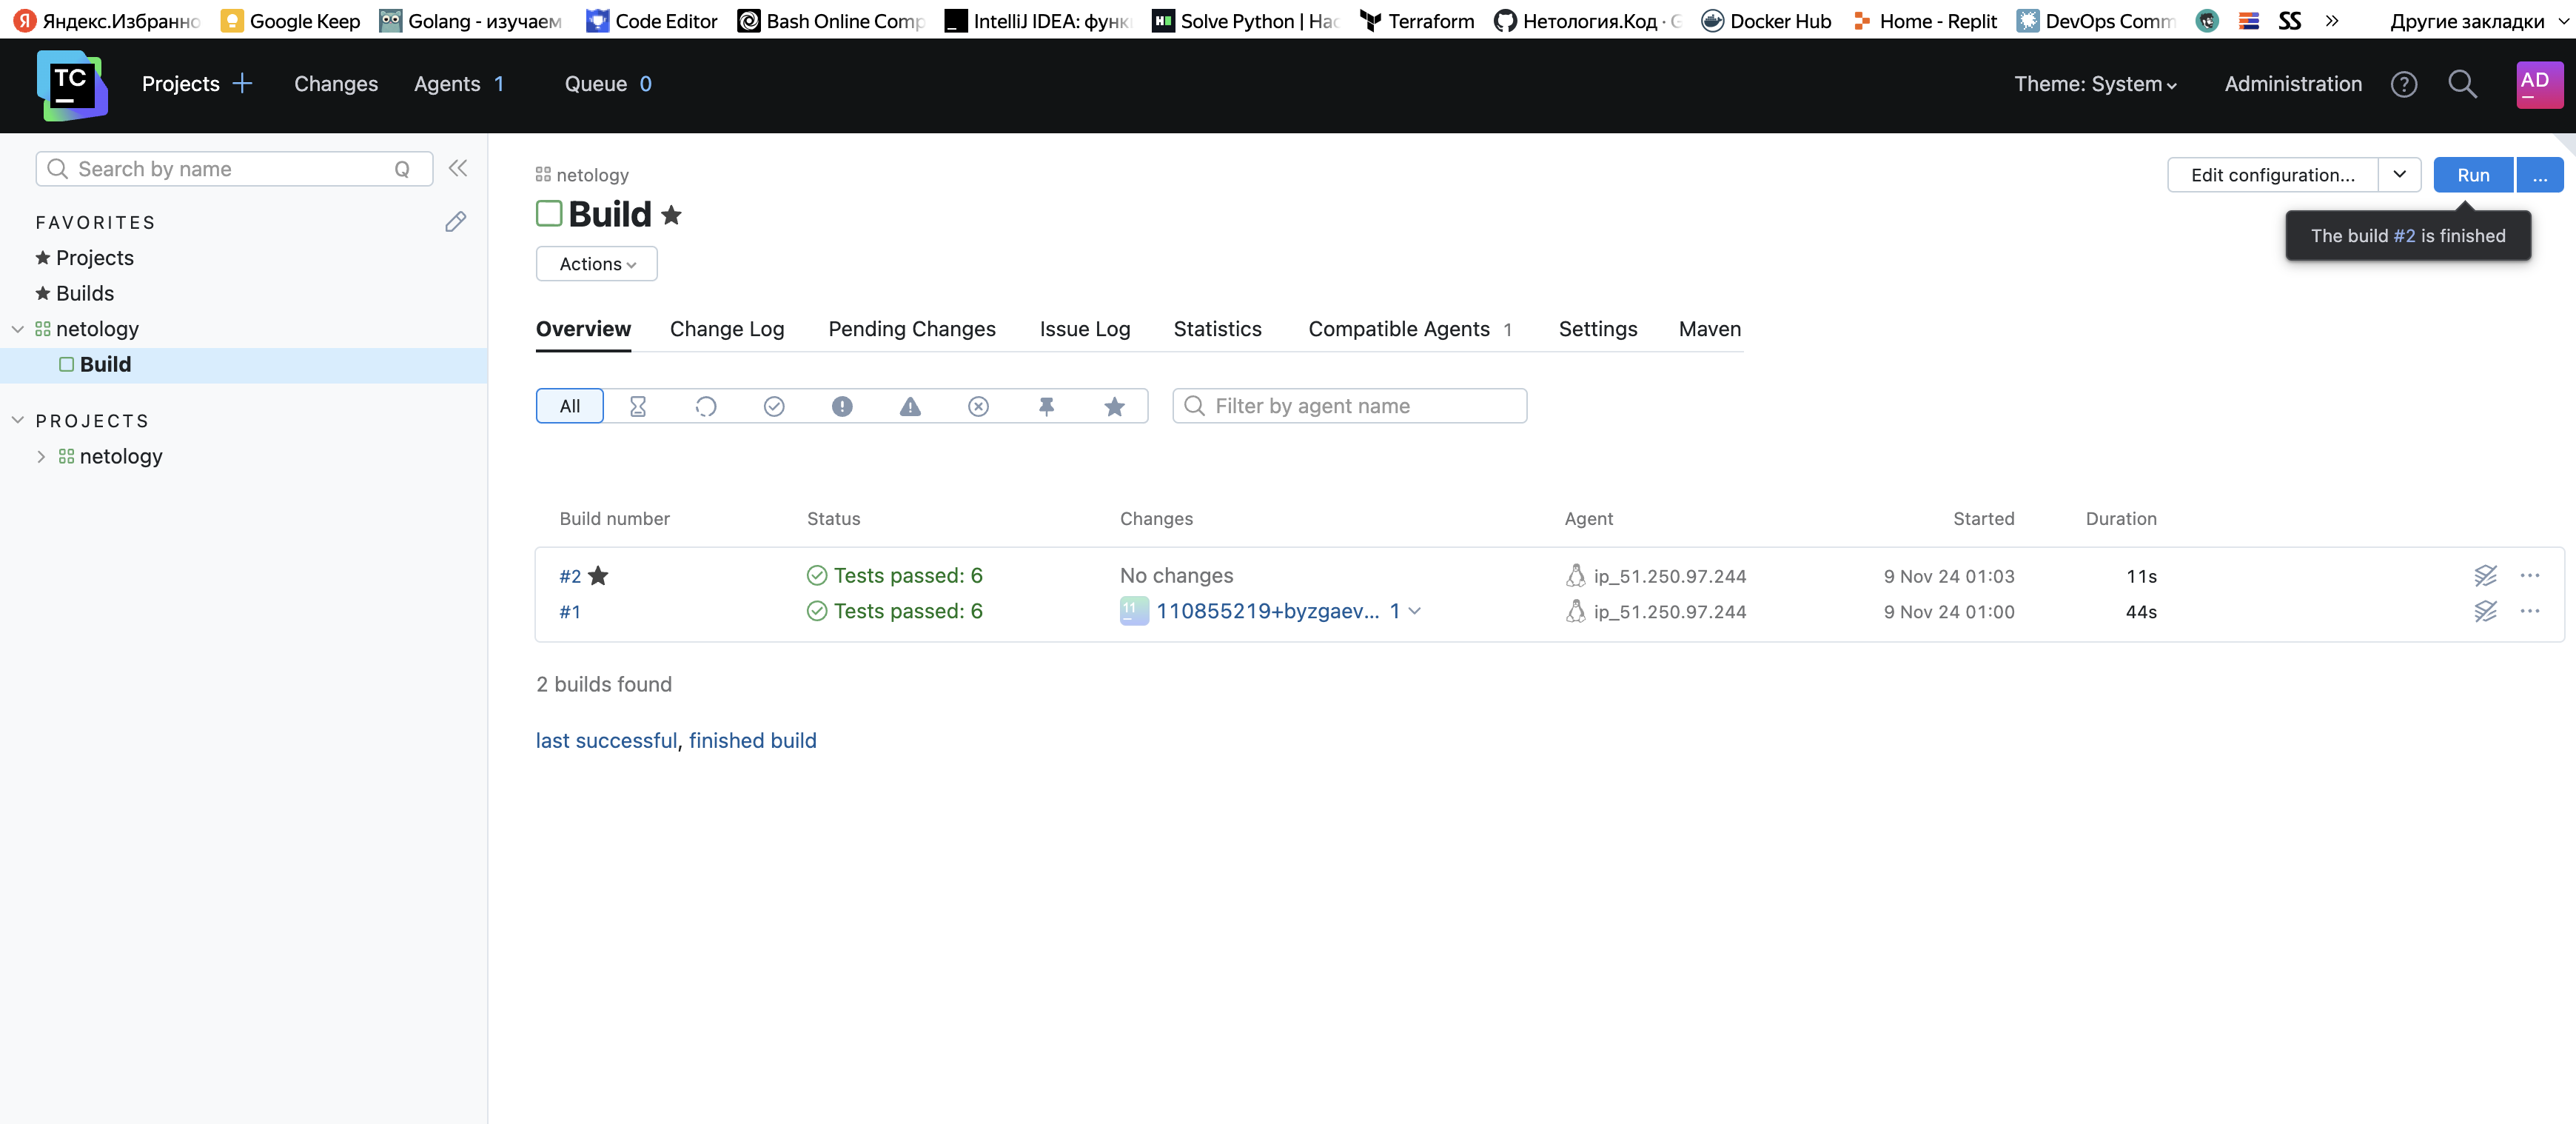 Яндекс.Избранно Google Keep Golang - изучаем Code Editor Bash Online Comp IntelliJ IDEA: функ Solve Python | Hac Terraform Нетология.Код · G Docker Hub Home - Replit DevOps Comm SS » Другие закладки
TC Projects + Changes Agents 1 Queue 0 Theme: System Administration ? AD
Search by name Q
FAVORITES
Projects
Builds
netology
Build
PROJECTS
netology
netology
Build
Edit configuration... Run ...
The build #2 is finished
Actions
Overview Change Log Pending Changes Issue Log Statistics Compatible Agents 1 Settings Maven
All Filter by agent name
Build number Status Changes Agent Started Duration
#2 Tests passed: 6 No changes ip_51.250.97.244 9 Nov 24 01:03 11s
#1 Tests passed: 6 11 110855219+byzgaev... 1 ip_51.250.97.244 9 Nov 24 01:00 44s
2 builds found
last successful, finished build